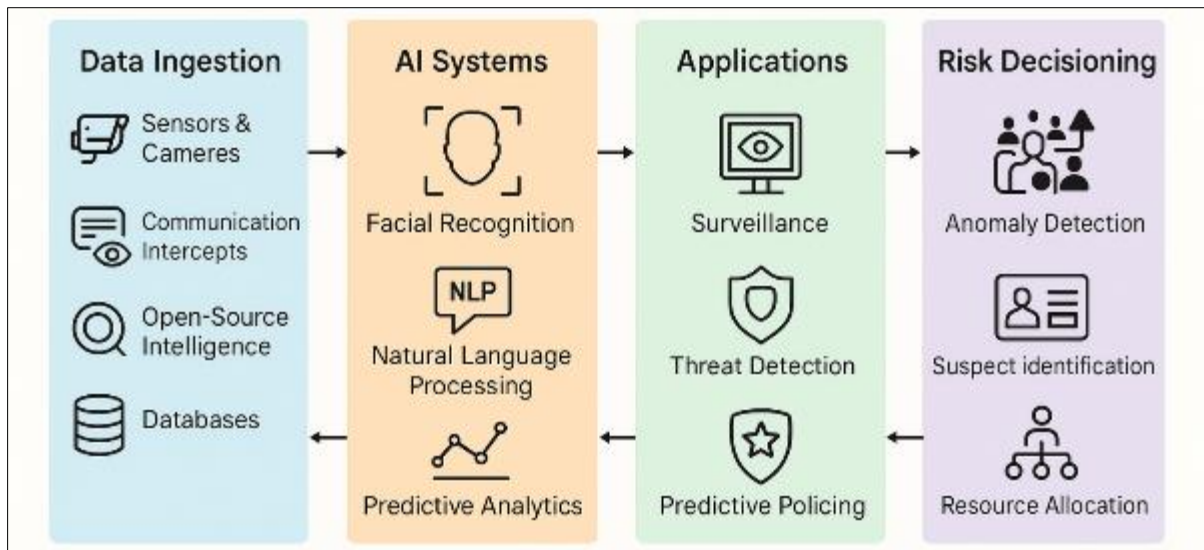 Data Ingestion
Sensors &
Cameres
Communication
Intercepts
Open-Source
Intelligence
Databases
AI Systems
Facial Recognition
NLP
Natural Language
Processing
Predictive Analytics
Applications
Surveillance
Threat Detection
Predictive Policing
Risk Decisioning
Anomaly Detection
Suspect identification
Resource Allocation